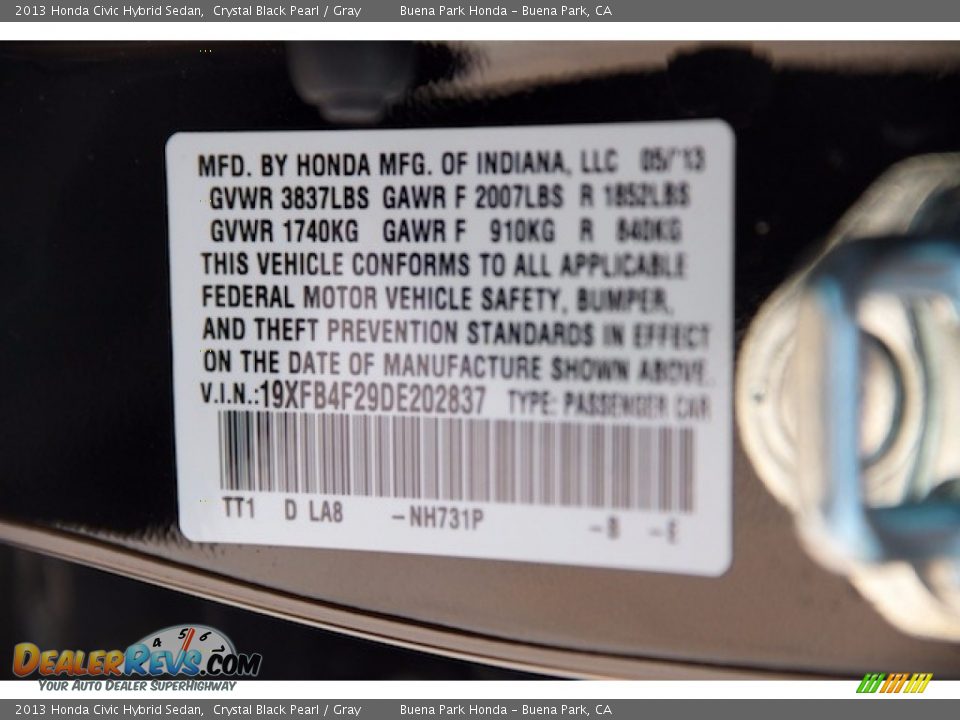 2013 Honda Civic Hybrid Sedan, Crystal Black Pearl / Gray Buena Park Honda - Buena Park, CA
MFD. BY HONDA MFG. OF INDIANA, LLC 05/'13
GVWR 3837LBS GAWR F 2007LBS R 1852LBS
GVWR 1740KG GAWR F 910KG R 840KG
THIS VEHICLE CONFORMS TO ALL APPLICABLE
FEDERAL MOTOR VEHICLE SAFETY, BUMPER,
AND THEFT PREVENTION STANDARDS IN EFFECT
ON THE DATE OF MANUFACTURE SHOWN ABOVE.
V.I.N.:19XFB4F29DE202837 TYPE: PASSENGER CAR
TT1 D LA8 -NH731P -B -E
4 5 6
DEALERREVS.COM
YOUR AUTO DEALER SUPERHIGHWAY
2013 Honda Civic Hybrid Sedan, Crystal Black Pearl / Gray Buena Park Honda - Buena Park, CA